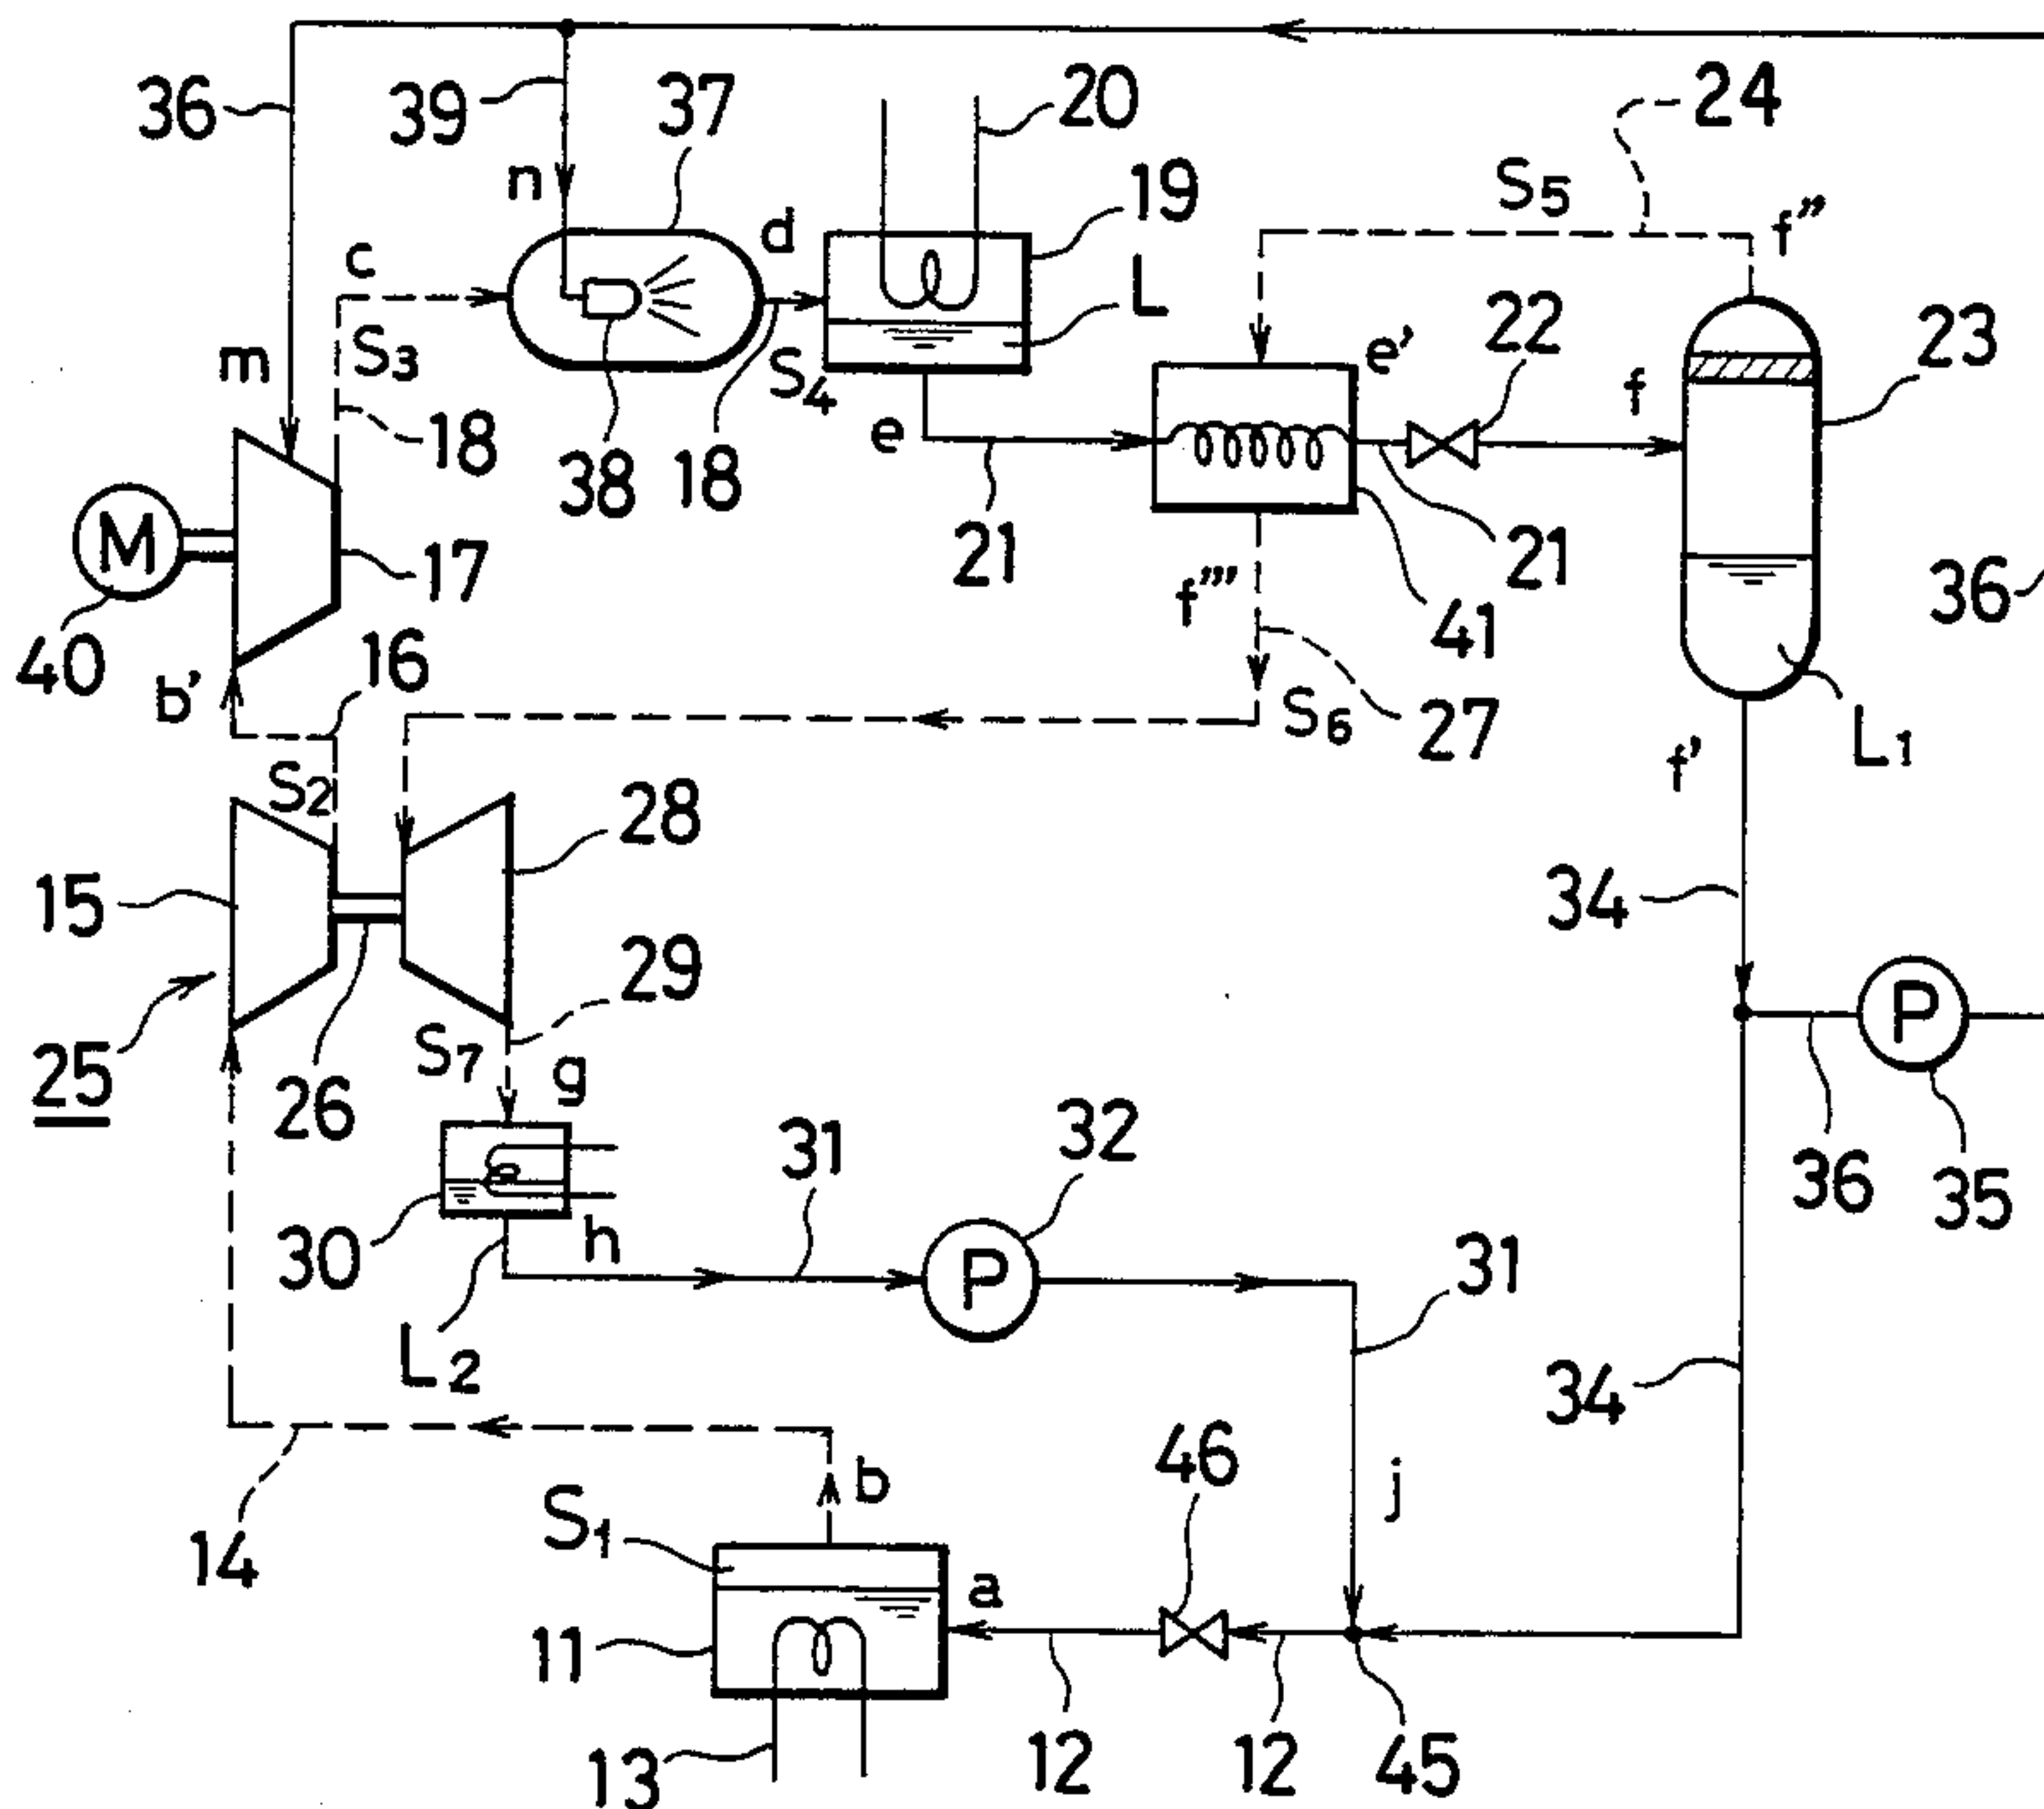 36
39
37
20
24
n
d
19
S5
f”
c
L
S3
m
S4
e’
22
f
23
18
38
18
e
M
17
21
21
f‴
41
36
40
16
b’
S6
27
L1
S2
f’
28
15
34
29
25
26
S7
g
P
32
31
36
35
30
h
P
31
L2
34
46
b
j
S1
14
a
11
12
12
45
13